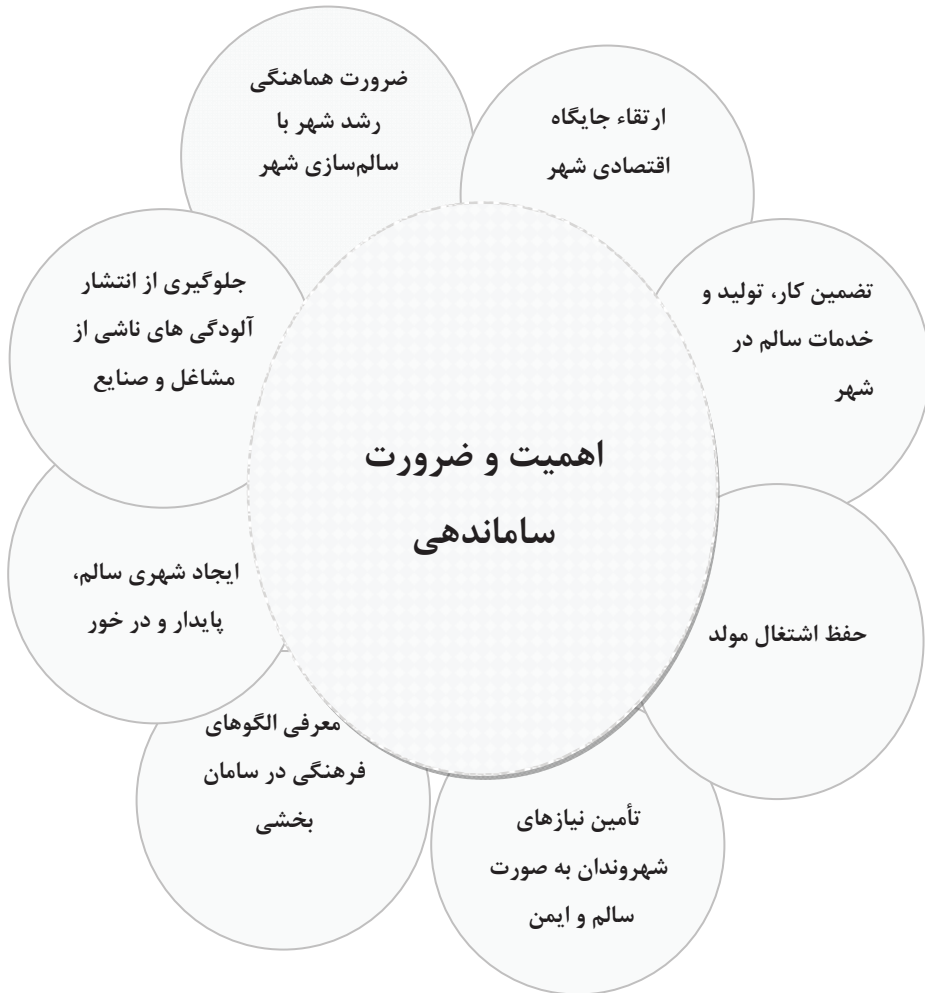 ضرورت هماهنگی
رشد شهر با
سالم‌سازی شهر
ارتقاء جایگاه
اقتصادی شهر
تضمین کار، تولید و
خدمات سالم در
شهر
حفظ اشتغال مولد
تأمین نیازهای
شهروندان به صورت
سالم و ایمن
معرفی الگوهای
فرهنگی در سامان
بخشی
ایجاد شهری سالم،
پایدار و در خور
جلوگیری از انتشار
آلودگی های ناشی از
مشاغل و صنایع
اهمیت و ضرورت
ساماندهی